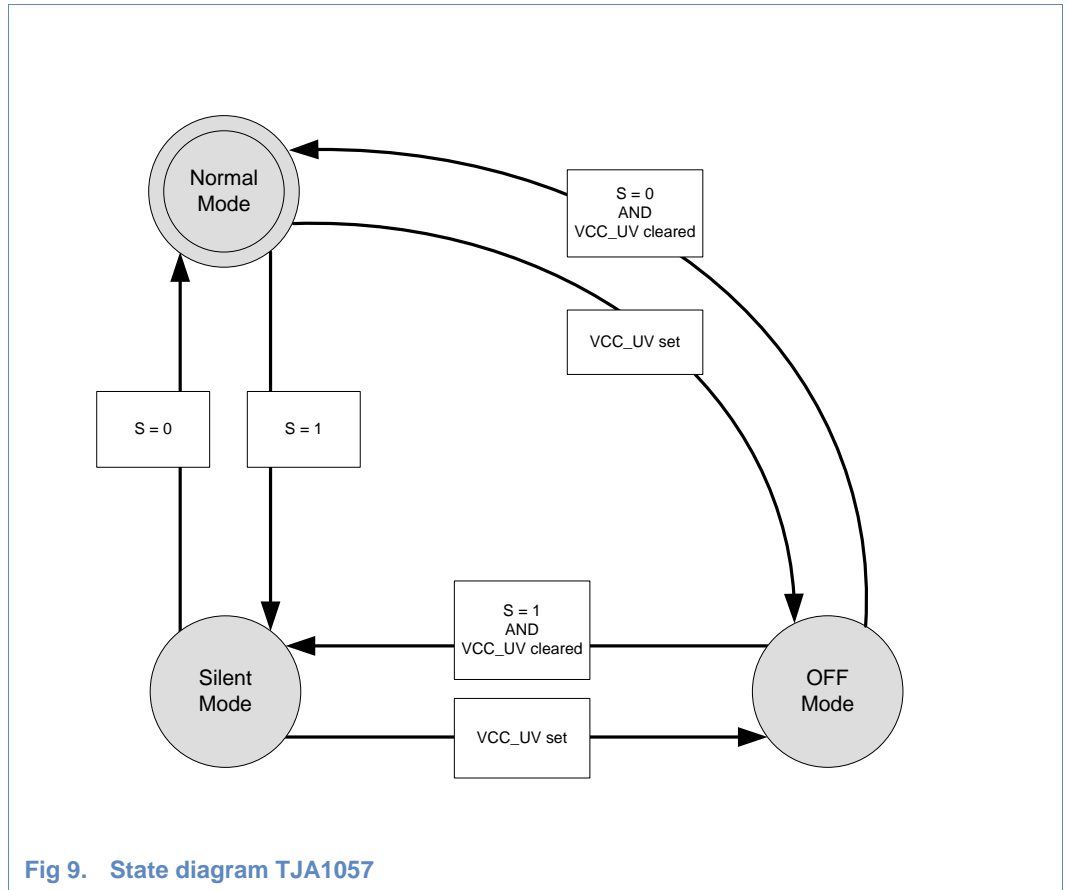 Normal
Mode
S = 0
AND
VCC_UV cleared
VCC_UV set
S = 0
S = 1
S = 1
AND
VCC_UV cleared
Silent
Mode
OFF
Mode
VCC_UV set
Fig 9. State diagram TJA1057